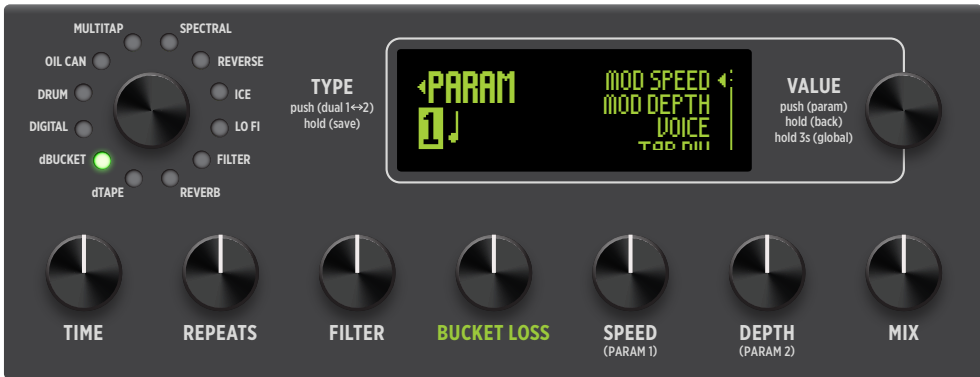 MULTITAP
SPECTRAL
OIL CAN
REVERSE
DRUM
ICE
DIGITAL
LO FI
dBUCKET
FILTER
dTAPE
REVERB
TYPE
push (dual 1↔2)
hold (save)
PARAM
1
MOD SPEED
MOD DEPTH
VOICE
TAP DIV
VALUE
push (param)
hold (back)
hold 3s (global)
TIME
REPEATS
FILTER
BUCKET LOSS
SPEED
(PARAM 1)
DEPTH
(PARAM 2)
MIX